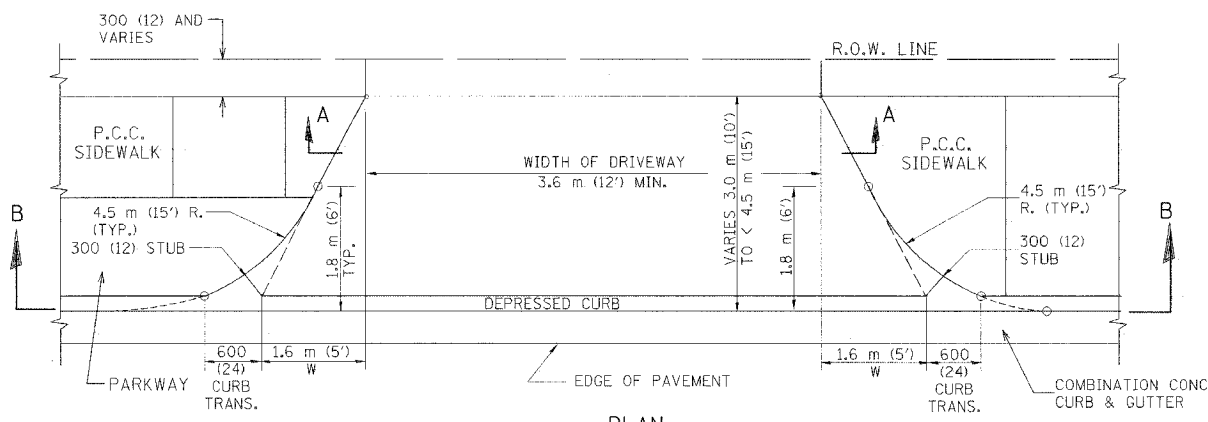 300 (12) AND
VARIES
R.O.W. LINE
P.C.C.
SIDEWALK
A
A
P.C.C.
SIDEWALK
WIDTH OF DRIVEWAY
3.6 m (12') MIN.
VARIES 3.0 m (10')
TO < 4.5 m (15')
B
4.5 m (15') R.
(TYP.)
300 (12) STUB
1.8 m (6')
TYP.
1.8 m (6')
4.5 m (15')
R. (TYP.)
300 (12)
STUB
B
DEPRESSED CURB
PARKWAY
600
(24)
CURB
TRANS.
1.6 m (5')
W
EDGE OF PAVEMENT
1.6 m (5')
W
600
(24)
CURB
TRANS.
COMBINATION CONC
CURB & GUTTER